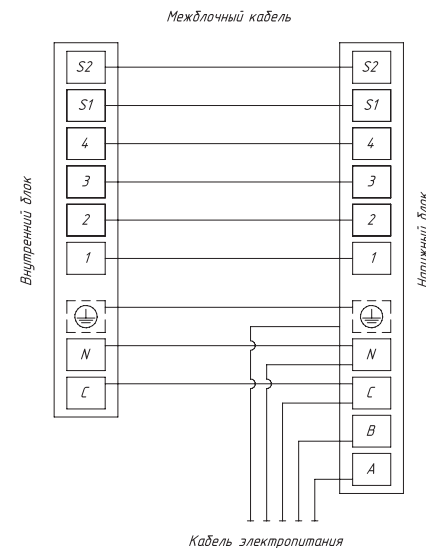 Межблочный кабель
S2 S2
S1 S1
4 4
3 3
2 2
1 1
N N
C C
B
A
Внутренний блок
Наружный блок
Кабель электропитания